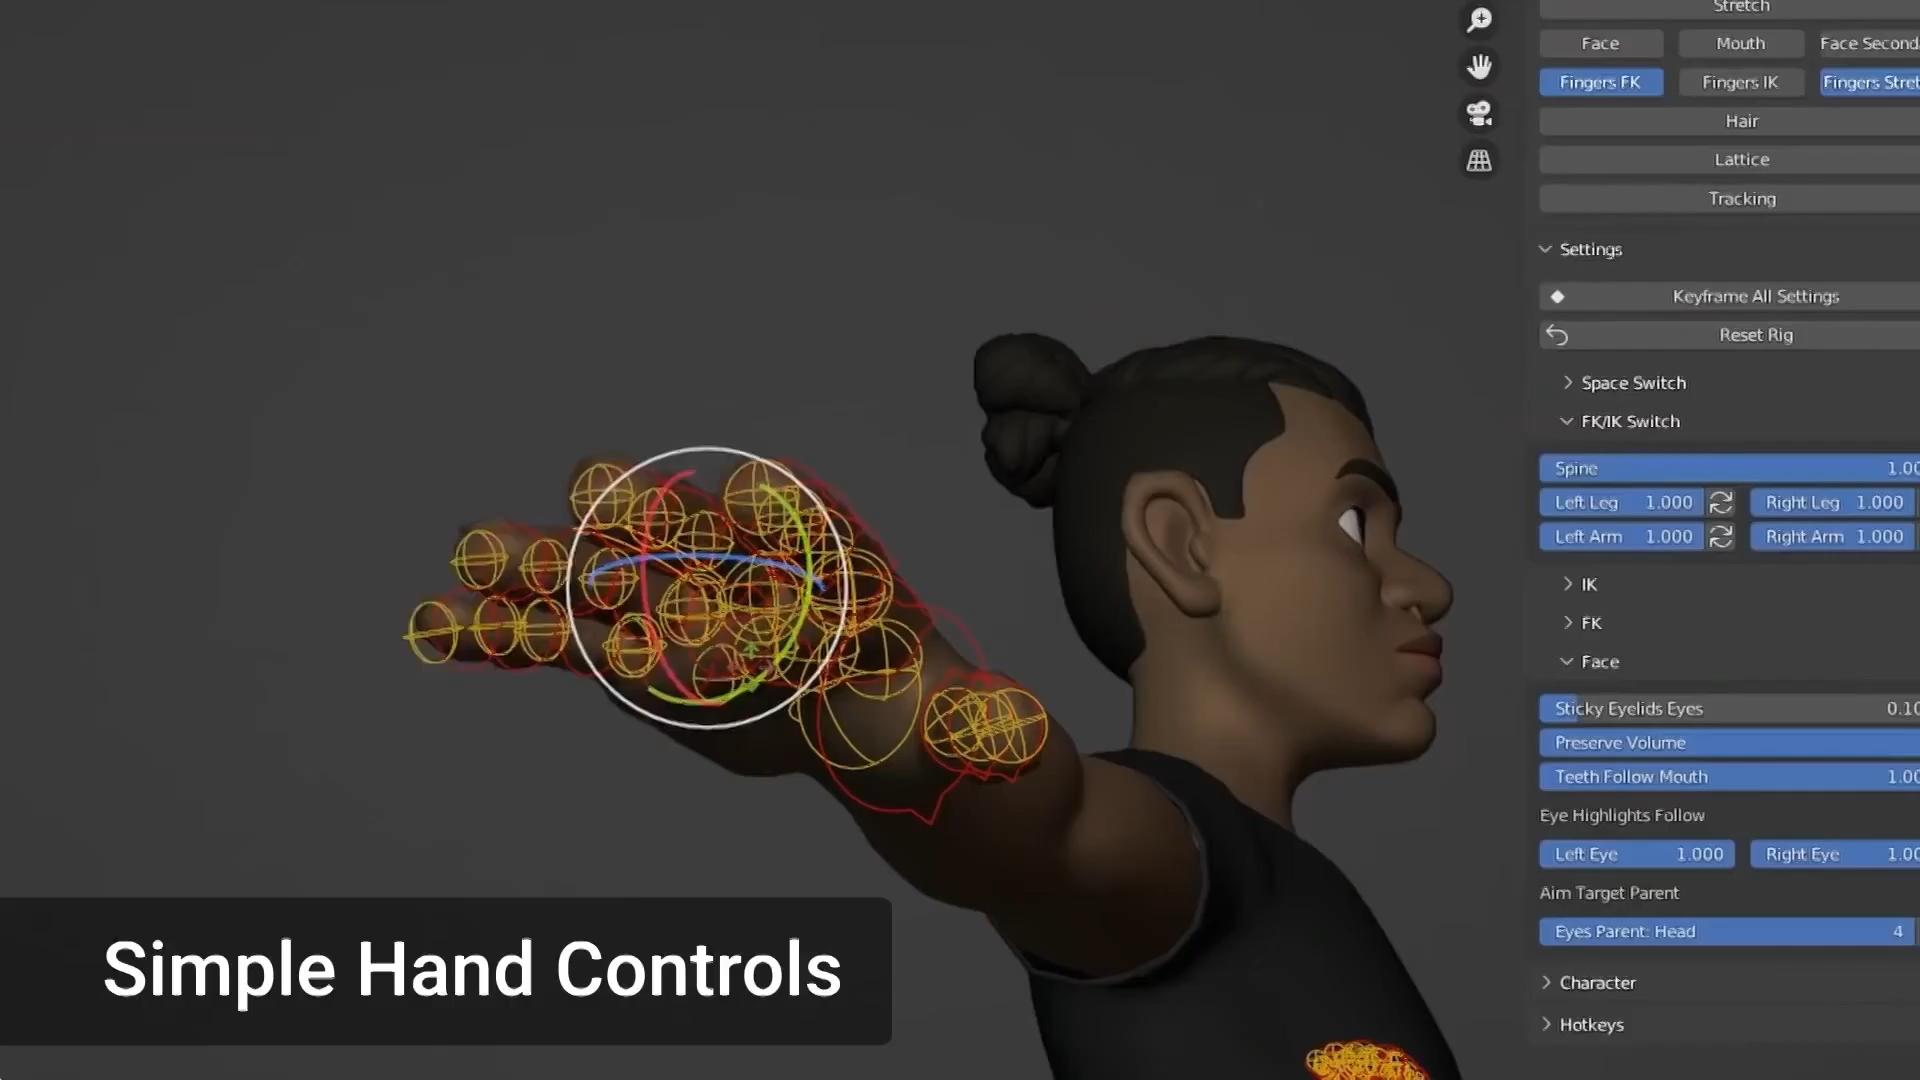 Stretch
Face Mouth Face Second
Fingers FK Fingers IK Fingers Stret
Hair
Lattice
Tracking
Settings
Keyframe All Settings
Reset Rig
Space Switch
FK/IK Switch
Spine 1.00
Left Leg 1.000 Right Leg 1.000
Left Arm 1.000 Right Arm 1.000
IK
FK
Face
Sticky Eyelids Eyes 0.10
Preserve Volume
Teeth Follow Mouth 1.00
Eye Highlights Follow
Left Eye 1.000 Right Eye 1.00
Aim Target Parent
Eyes Parent: Head 4
Character
Hotkeys
Simple Hand Controls